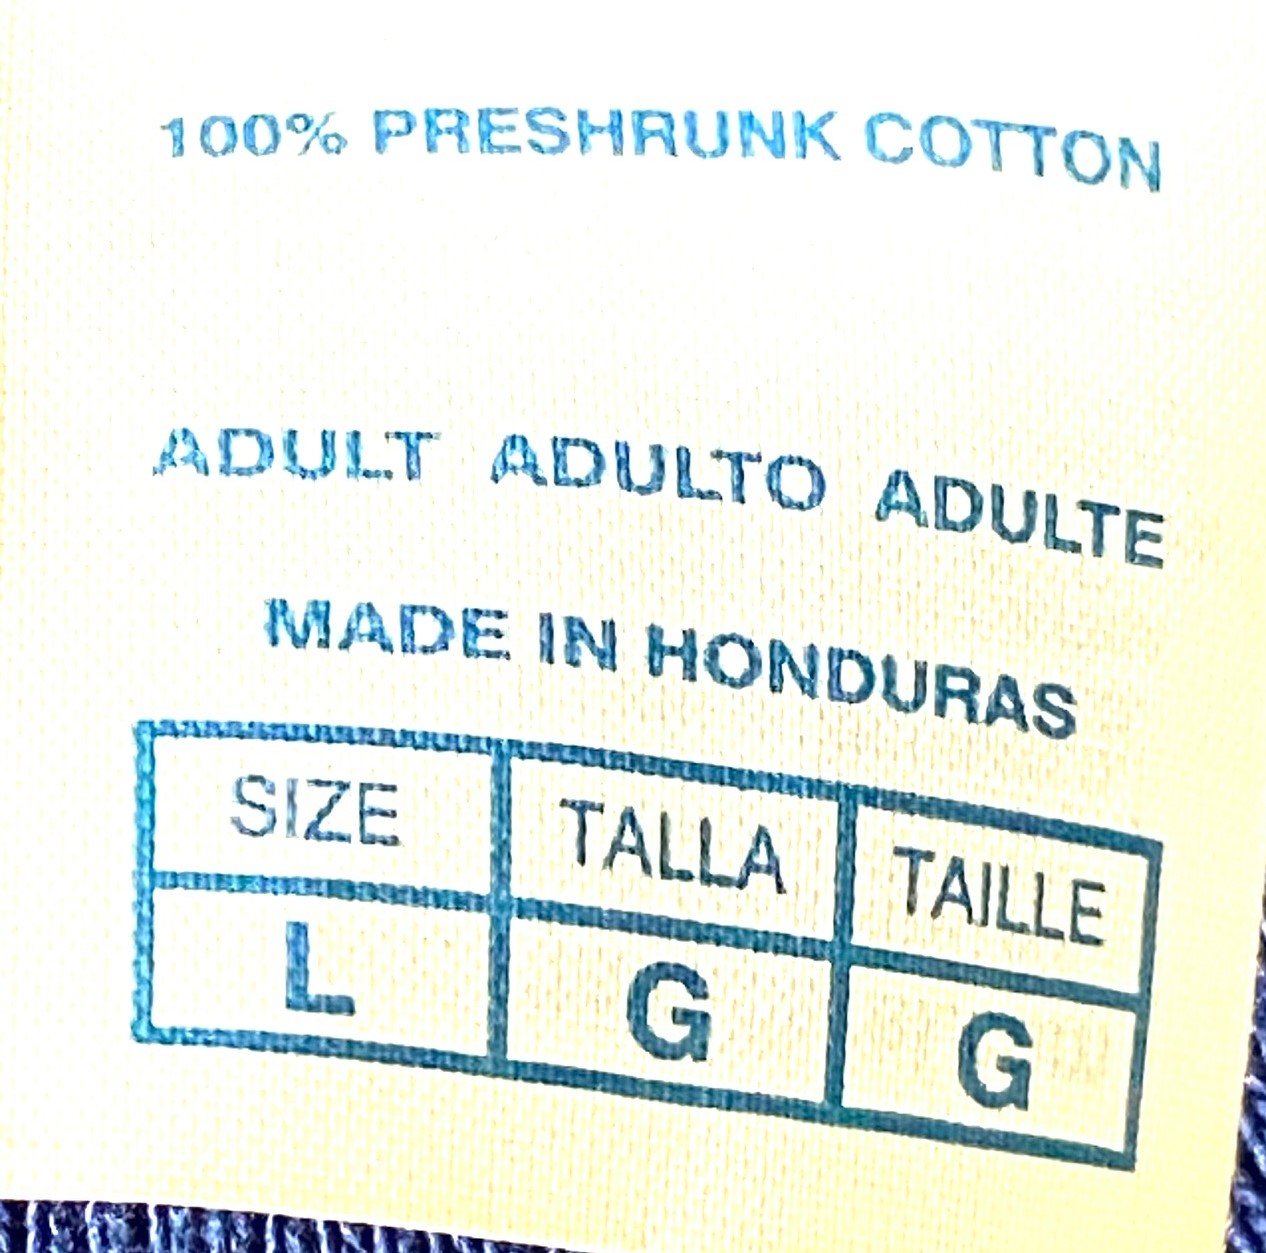 100% PRESHRUNK COTTON
ADULT ADULTO ADULTE
MADE IN HONDURAS
SIZE TALLA TAILLE
L G G